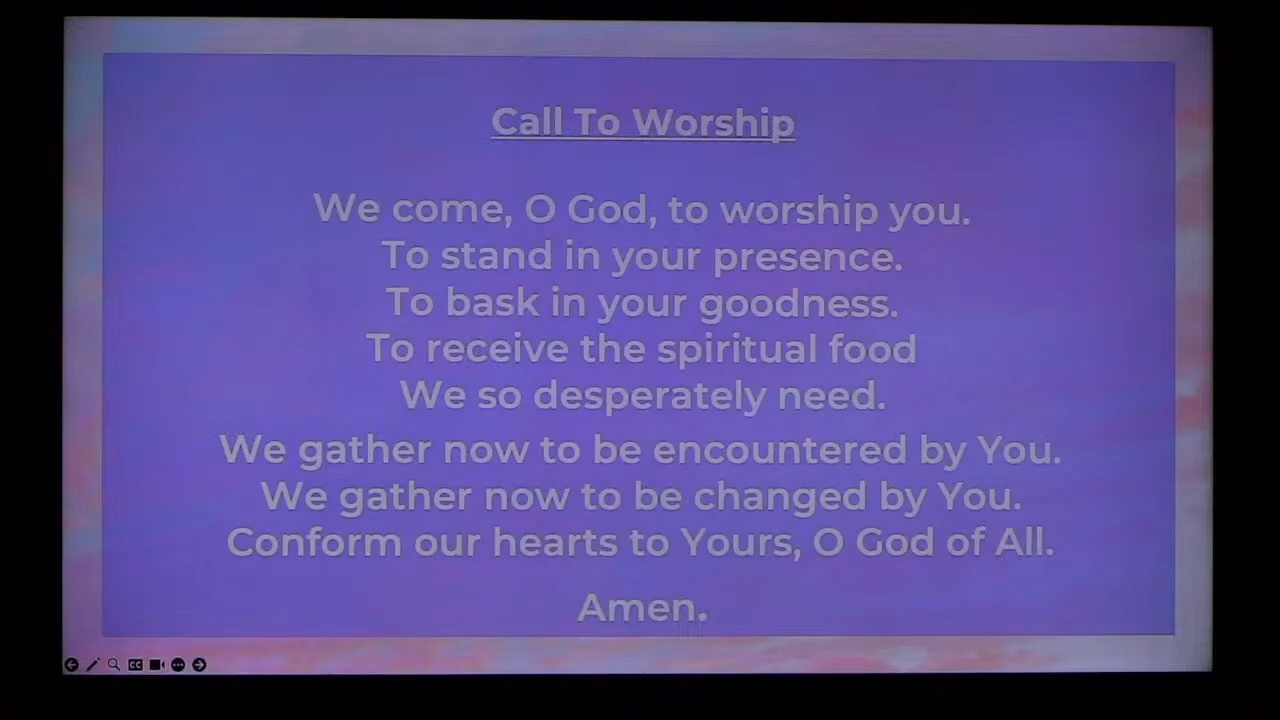 Call To Worship
We come, O God, to worship you.
To stand in your presence.
To bask in your goodness.
To receive the spiritual food
We so desperately need.
We gather now to be encountered by You.
We gather now to be changed by You.
Conform our hearts to Yours, O God of All.
Amen.
CC